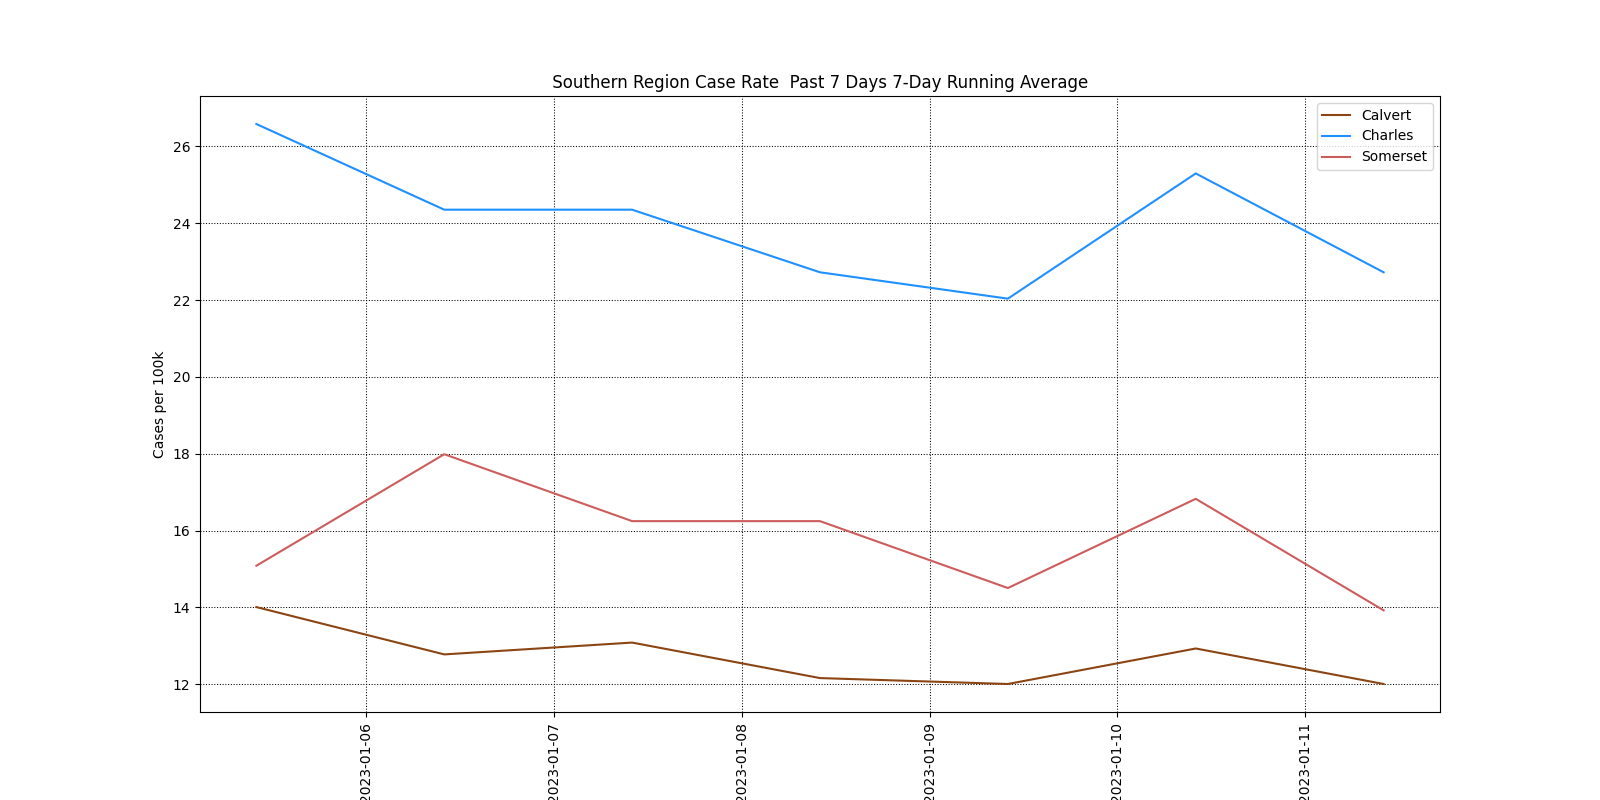 Southern Region Case Rate  Past 7 Days 7-Day Running Average
Calvert
Charles
Somerset
26
24
22
20
18
16
14
12
Cases per 100k
2023-01-06
2023-01-07
2023-01-08
2023-01-09
2023-01-10
2023-01-11